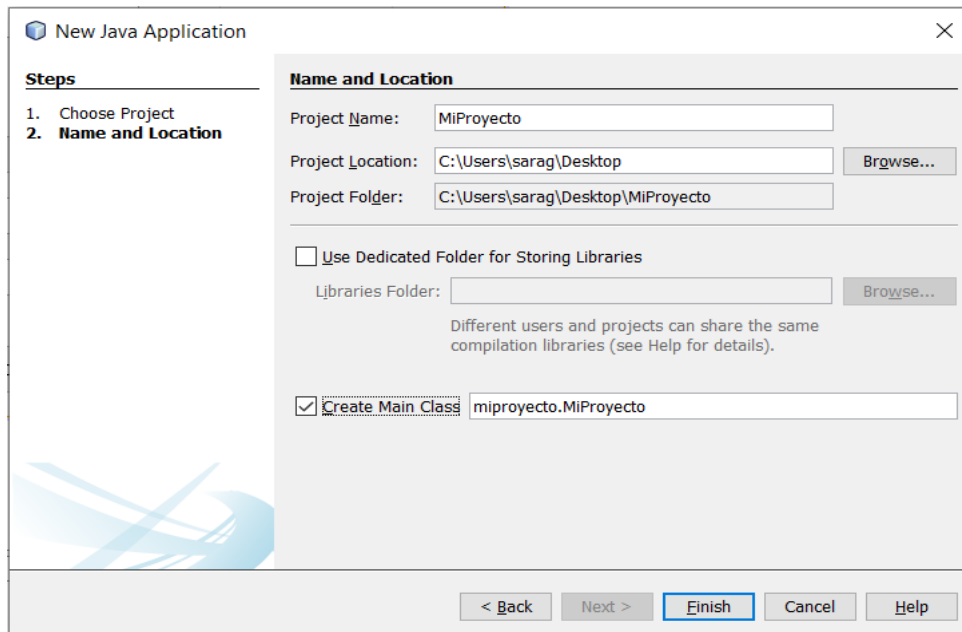 New Java Application
Steps
1. Choose Project
2. Name and Location
Name and Location
Project Name: MiProyecto
Project Location: C:\Users\sarag\Desktop Browse...
Project Folder: C:\Users\sarag\Desktop\MiProyecto
Use Dedicated Folder for Storing Libraries
Libraries Folder: Browse...
Different users and projects can share the same
compilation libraries (see Help for details).
Create Main Class miproyecto.MiProyecto
< Back Next > Finish Cancel Help